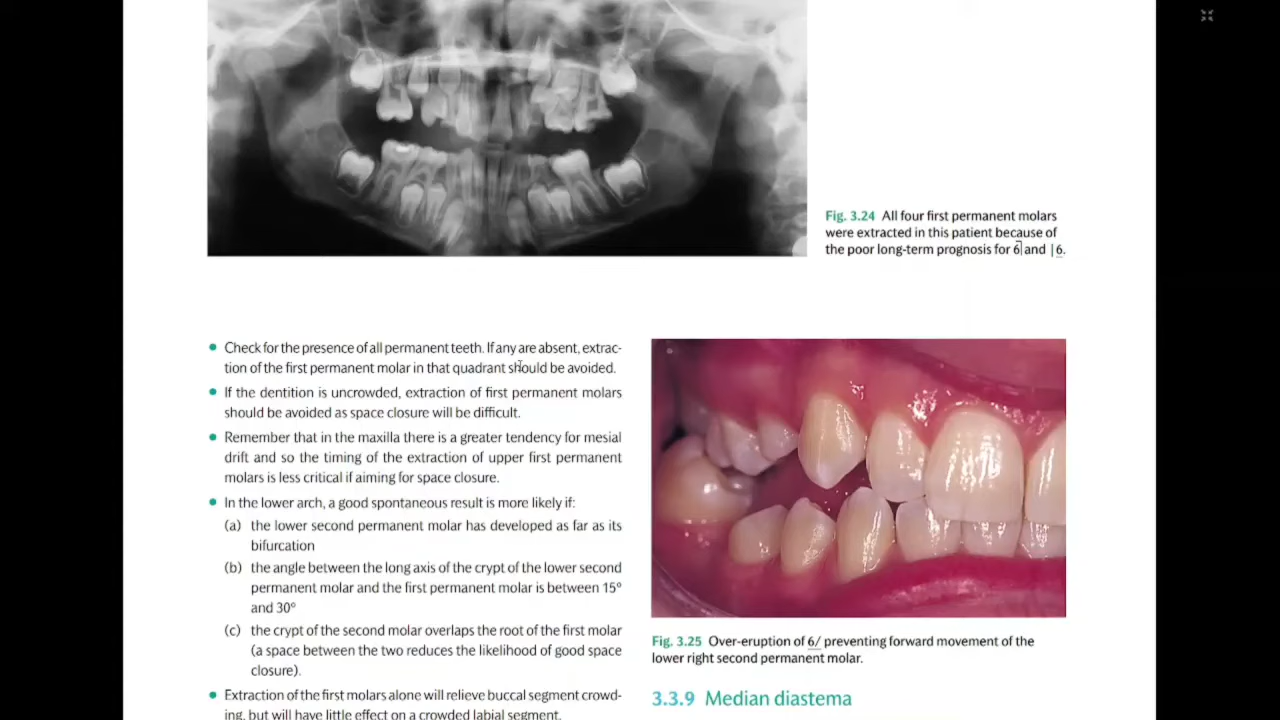 Fig. 3.24 All four first permanent molars
were extracted in this patient because of
the poor long-term prognosis for 6| and |6.
• Check for the presence of all permanent teeth. If any are absent, extrac-
tion of the first permanent molar in that quadrant should be avoided.
• If the dentition is uncrowded, extraction of first permanent molars
should be avoided as space closure will be difficult.
• Remember that in the maxilla there is a greater tendency for mesial
drift and so the timing of the extraction of upper first permanent
molars is less critical if aiming for space closure.
• In the lower arch, a good spontaneous result is more likely if:
(a) the lower second permanent molar has developed as far as its
bifurcation
(b) the angle between the long axis of the crypt of the lower second
permanent molar and the first permanent molar is between 15°
and 30°
(c) the crypt of the second molar overlaps the root of the first molar
(a space between the two reduces the likelihood of good space
closure).
• Extraction of the first molars alone will relieve buccal segment crowd-
ing, but will have little effect on a crowded labial segment.
Fig. 3.25 Over-eruption of 6/ preventing forward movement of the
lower right second permanent molar.
3.3.9 Median diastema